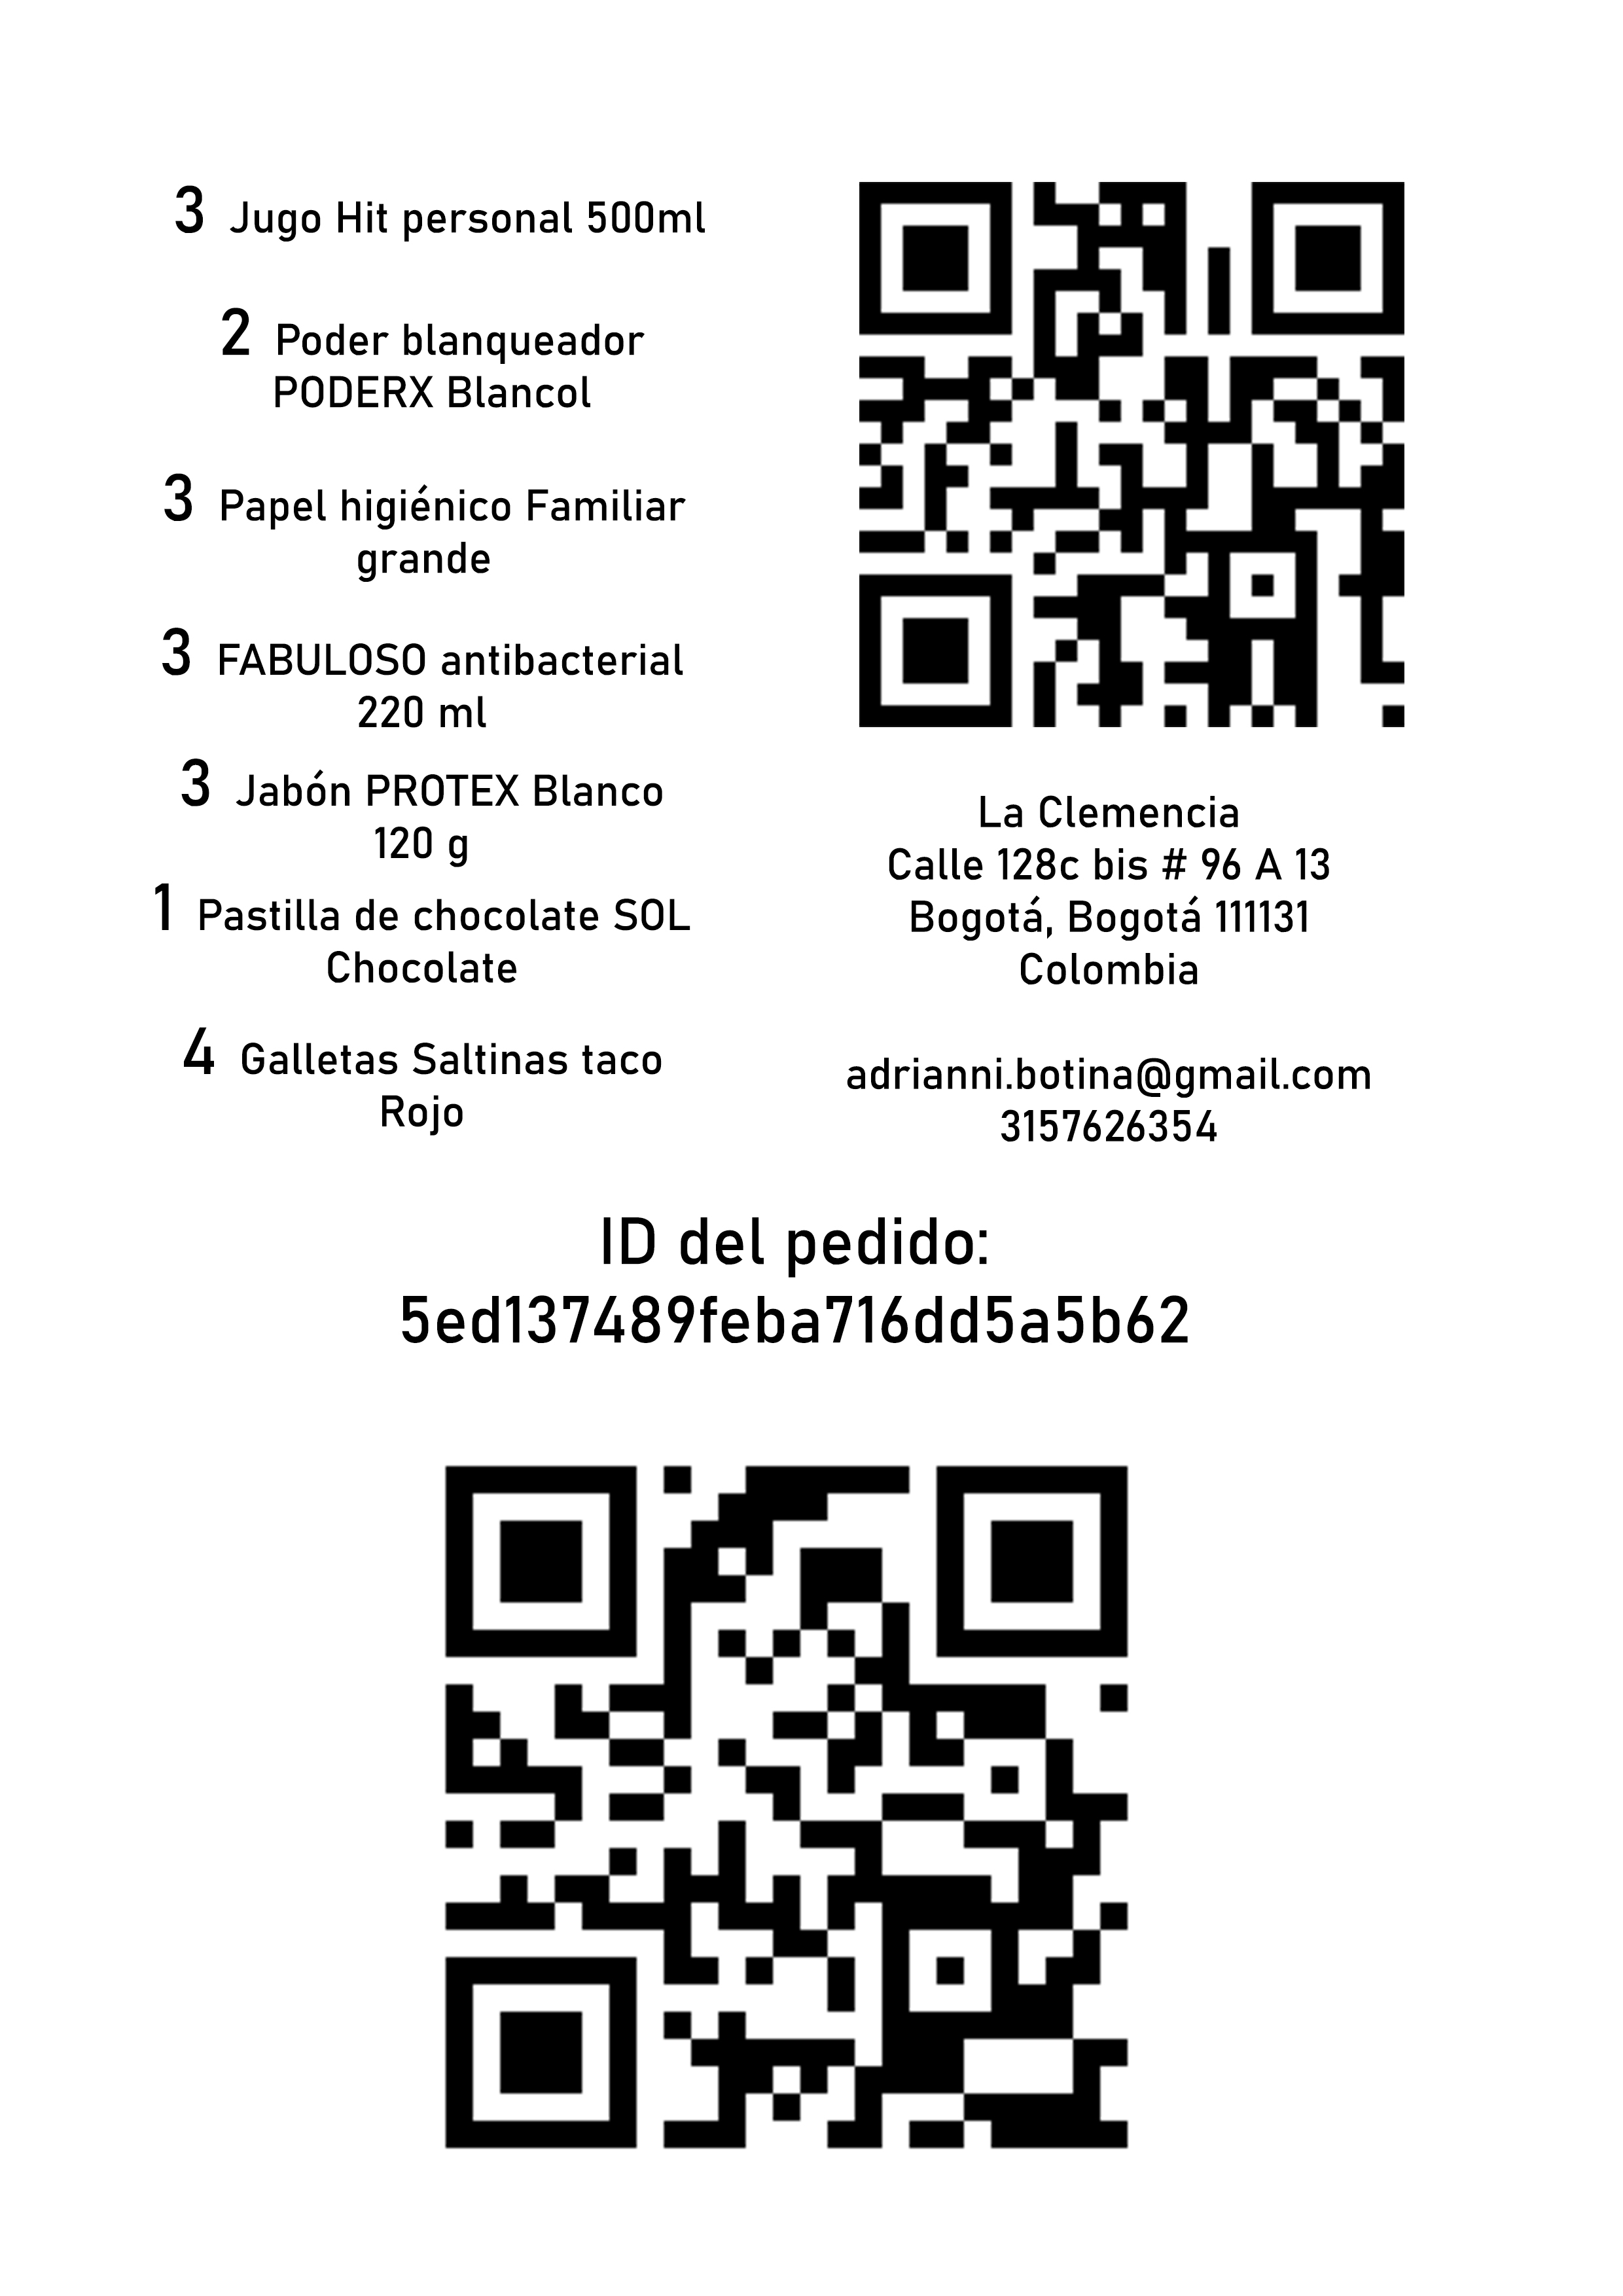 3 Jugo Hit personal 500ml
2 Poder blanqueador
PODERX Blancol
3 Papel higiénico Familiar
grande
3 FABULOSO antibacterial
220 ml
3 Jabón PROTEX Blanco
120 g
1 Pastilla de chocolate SOL
Chocolate
4 Galletas Saltinas taco
Rojo
La Clemencia
Calle 128c bis # 96 A 13
Bogotá, Bogotá 111131
Colombia
adrianni.botina@gmail.com
3157626354
ID del pedido:
5ed137489feba716dd5a5b62